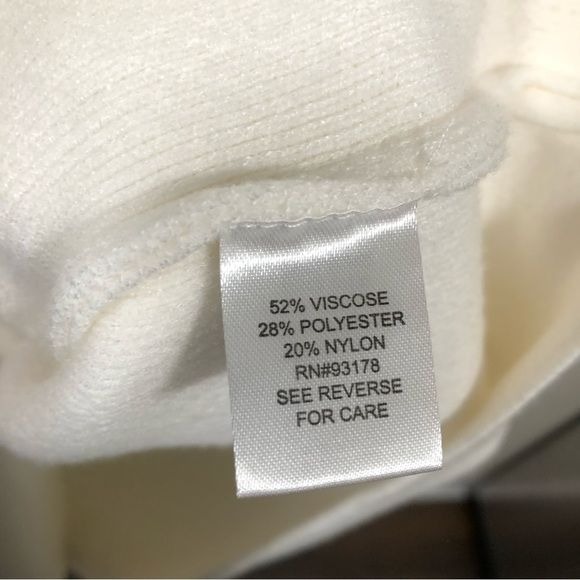 52% VISCOSE
28% POLYESTER
20% NYLON
RN#93178
SEE REVERSE
FOR CARE